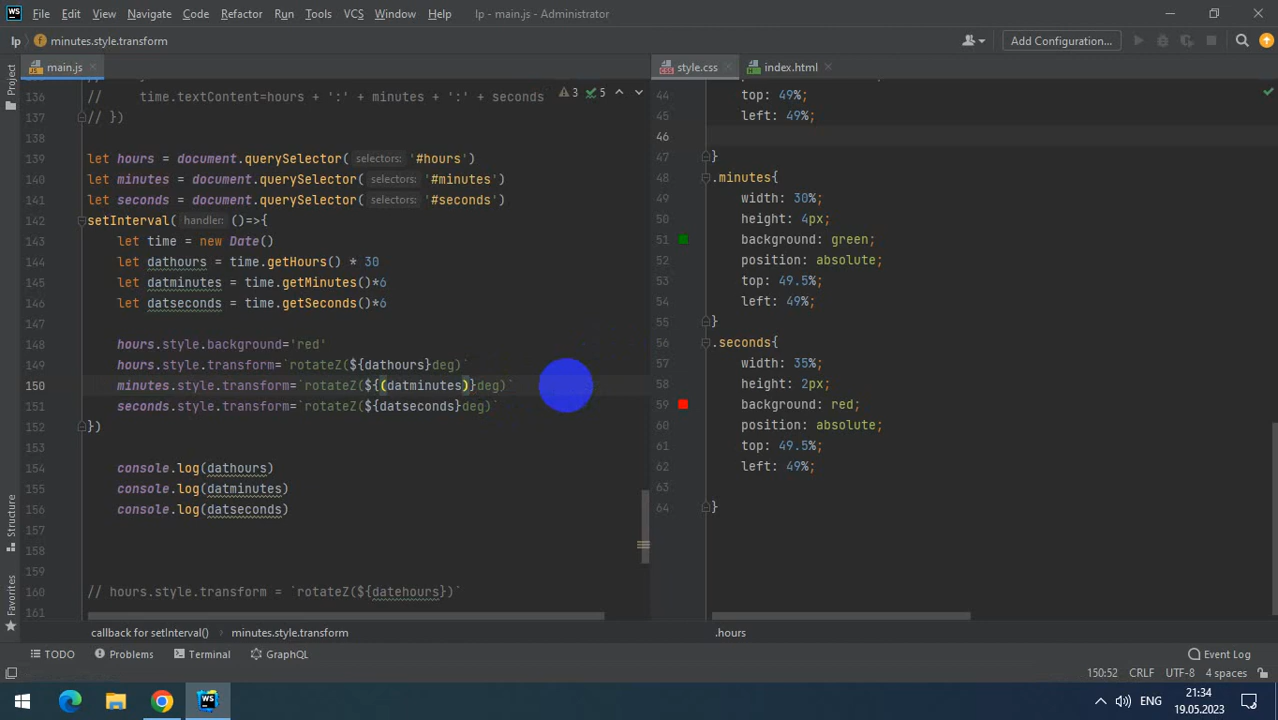 File Edit View Navigate Code Refactor Run Tools VCS Window Help lp - main.js - Administrator
lp minutes.style.transform Add Configuration...
Project main.js style.css index.html
136 // time.textContent=hours + ':' + minutes + ':' + seconds 3 5
137 // })
138
139 let hours = document.querySelector( selectors: '#hours')
140 let minutes = document.querySelector( selectors: '#minutes')
141 let seconds = document.querySelector( selectors: '#seconds')
142 setInterval( handler: ()=>{
143 let time = new Date()
144 let dathours = time.getHours() * 30
145 let datminutes = time.getMinutes()*6
146 let datseconds = time.getSeconds()*6
147
148 hours.style.background='red'
149 hours.style.transform=`rotateZ(${dathours}deg)`
150 minutes.style.transform=`rotateZ(${(datminutes)}deg)`
151 seconds.style.transform=`rotateZ(${datseconds}deg)`
152 })
153
154 console.log(dathours)
155 console.log(datminutes)
156 console.log(datseconds)
157
158
159
160 // hours.style.transform = `rotateZ(${datehours})`
161
44 top: 49%;
45 left: 49%;
46
47 }
48 .minutes{
49 width: 30%;
50 height: 4px;
51 background: green;
52 position: absolute;
53 top: 49.5%;
54 left: 49%;
55 }
56 .seconds{
57 width: 35%;
58 height: 2px;
59 background: red;
60 position: absolute;
61 top: 49.5%;
62 left: 49%;
63
64 }
Structure
Favorites
callback for setInterval() minutes.style.transform .hours
TODO Problems Terminal GraphQL Event Log
150:52 CRLF UTF-8 4 spaces
ENG 21:34
19.05.2023